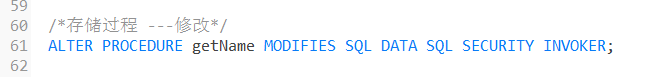 59
60 /*存储过程 ---修改*/
61 ALTER PROCEDURE getName MODIFIES SQL DATA SQL SECURITY INVOKER;
62